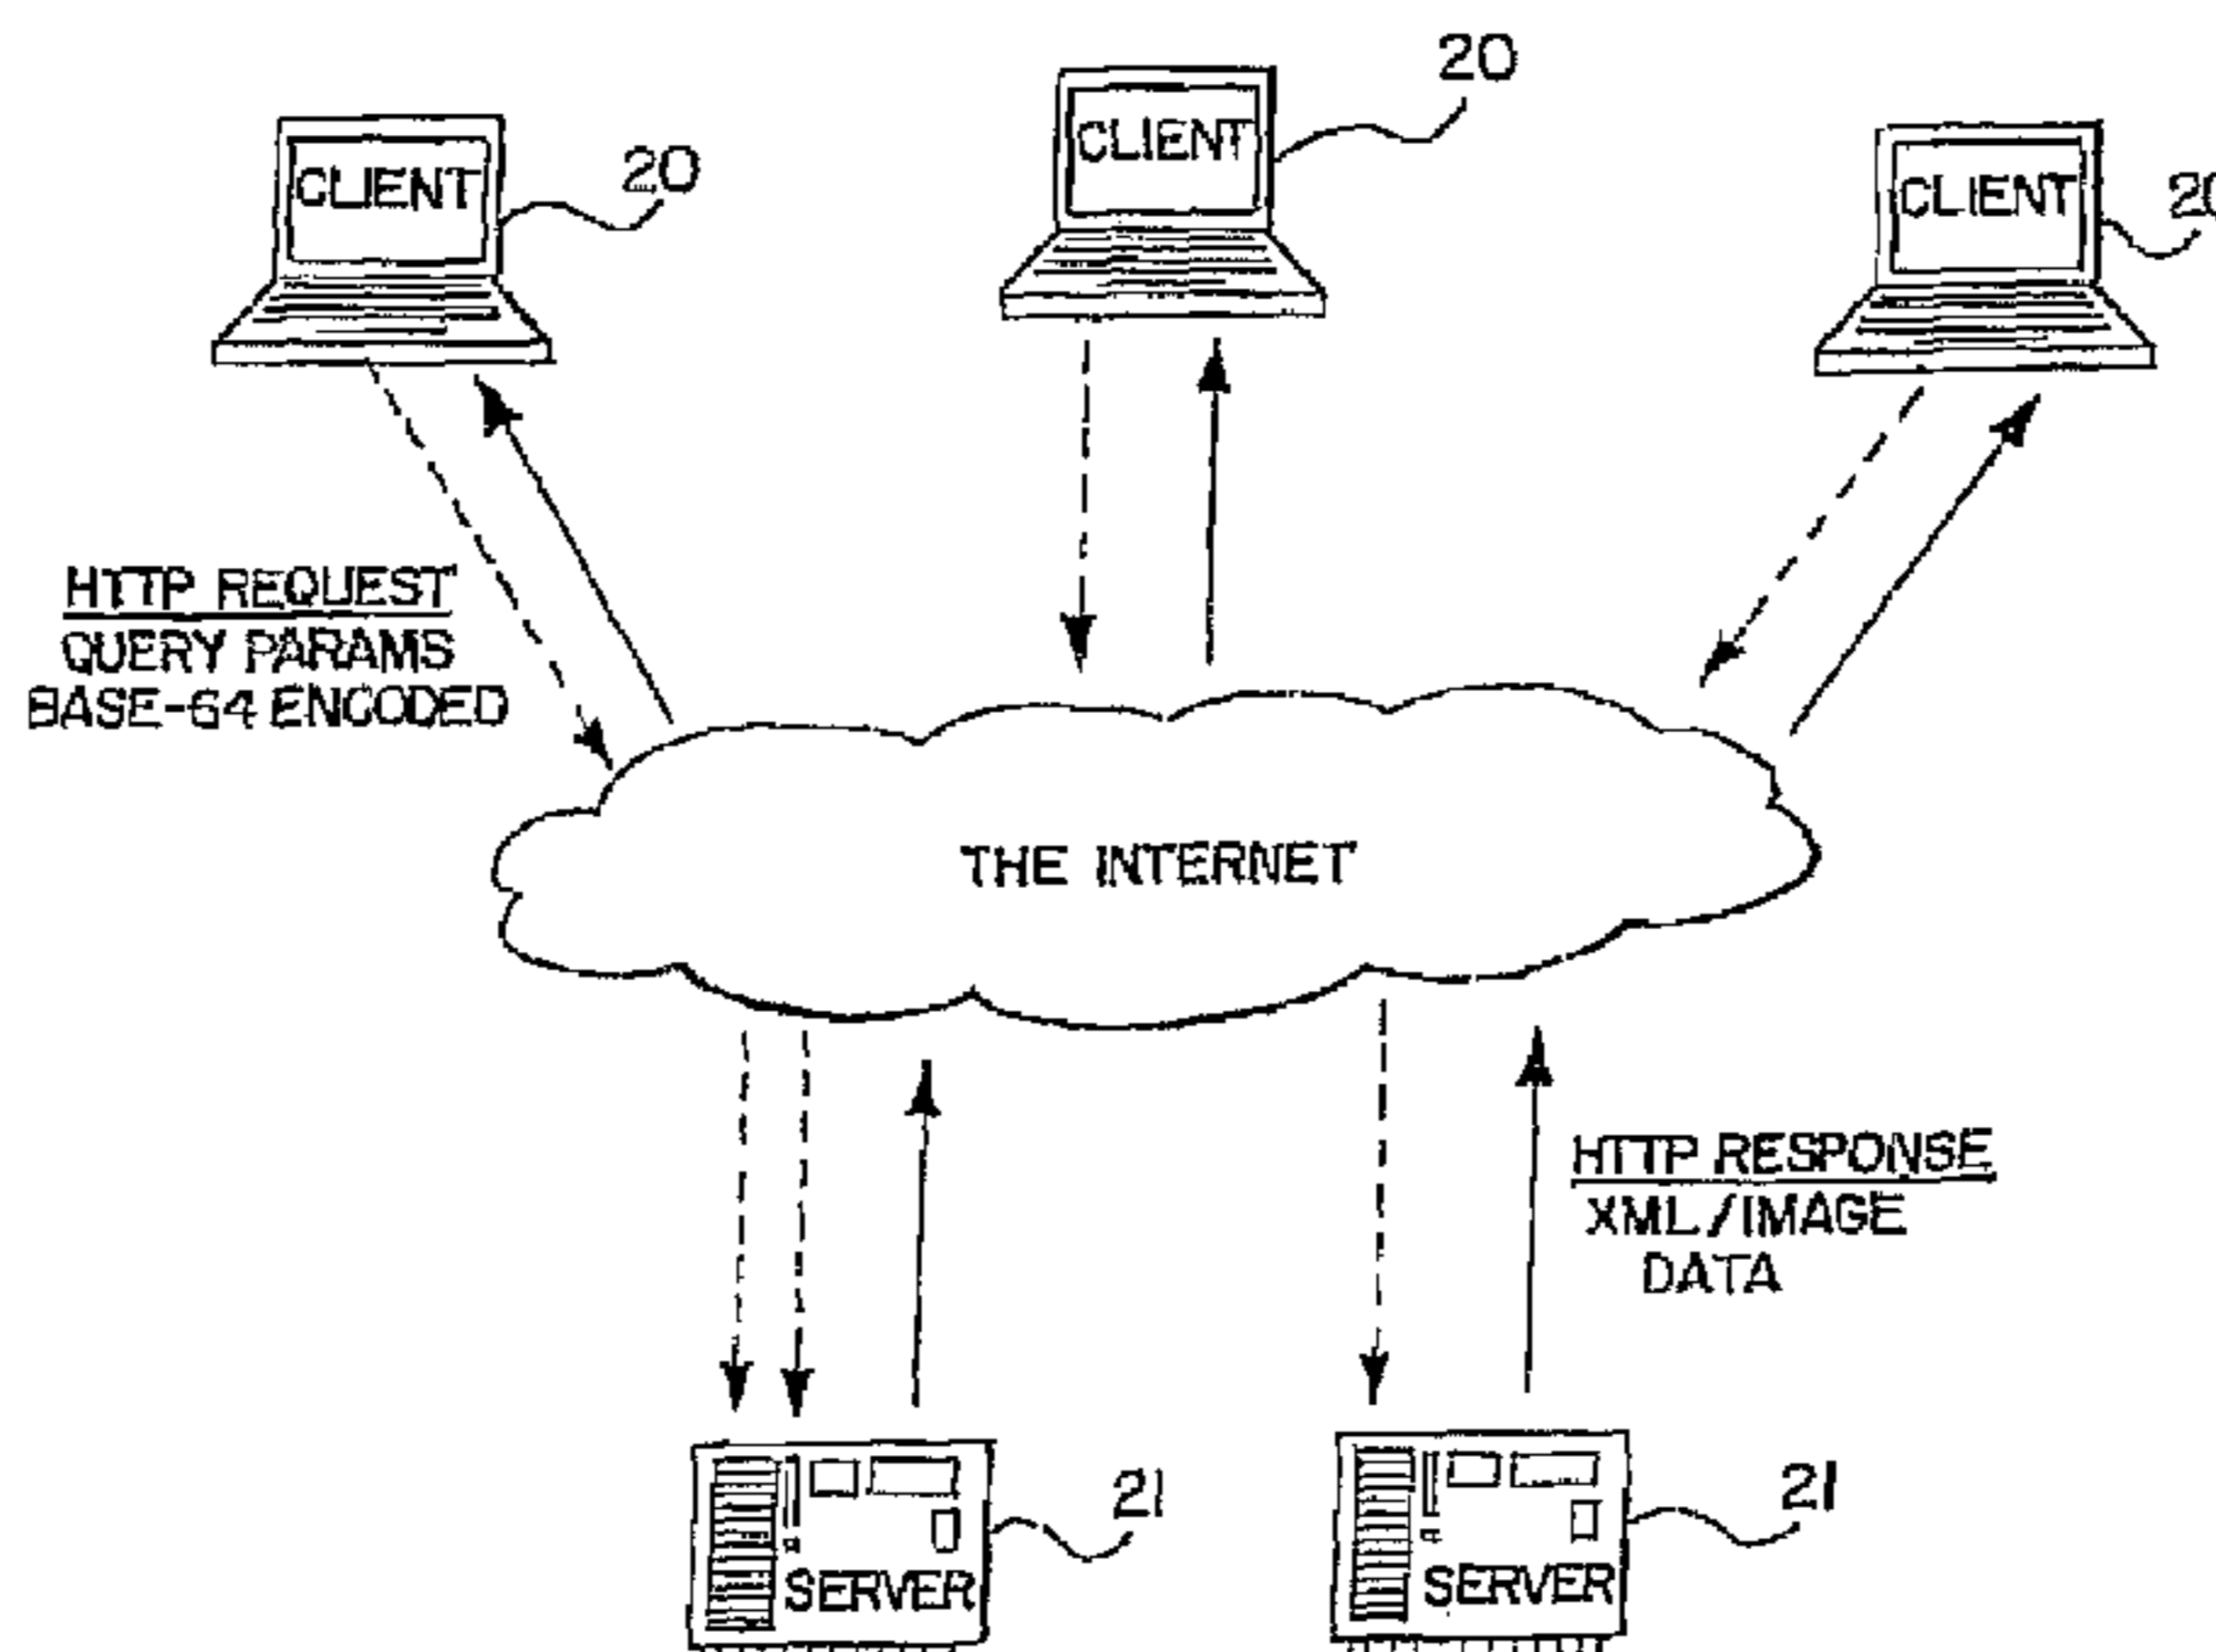 CLIENT
20
CLIENT
20
CLIENT
20
HTTP REQUEST
QUERY PARAMS
BASE-64 ENCODED
THE INTERNET
HTTP RESPONSE
XML/IMAGE
DATA
SERVER
21
SERVER
21